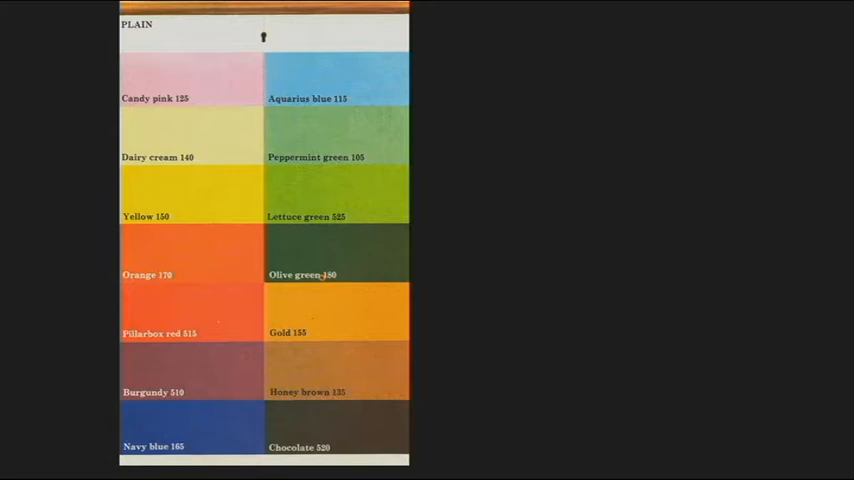 PLAIN
Candy pink 125
Aquarius blue 115
Dairy cream 140
Peppermint green 105
Yellow 150
Lettuce green 525
Orange 170
Olive green 180
Pillarbox red 515
Gold 155
Burgundy 510
Honey brown 135
Navy blue 165
Chocolate 520